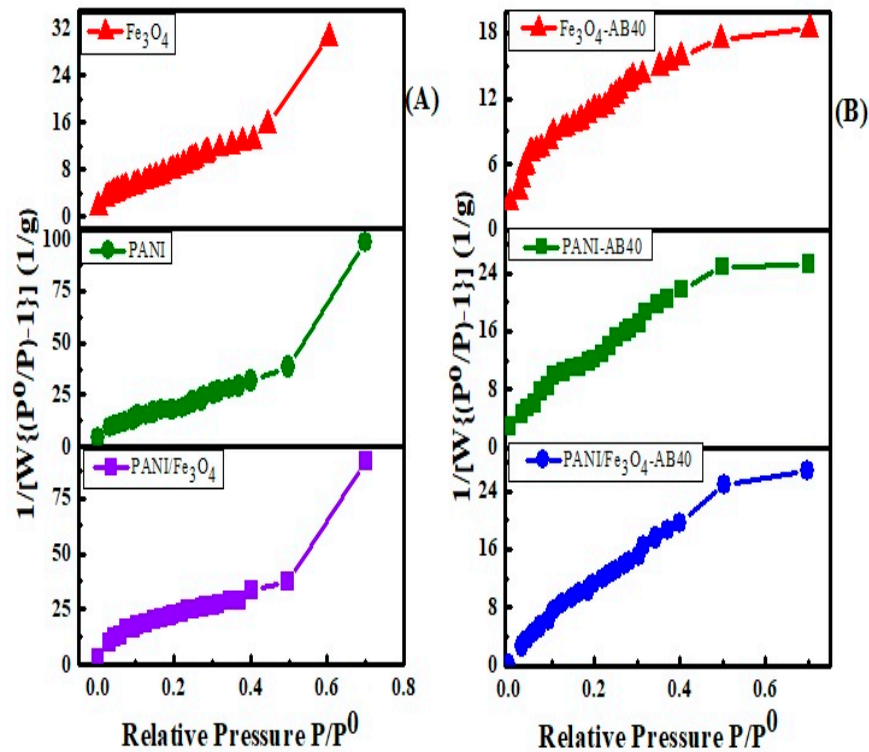 1/[W{(P⁰/P)-1}] (1/g)
(A)
Fe₃O₄
32
24
16
8
0
PANI
100
75
50
25
0
PANI/Fe₃O₄
75
50
25
0
0.0 0.2 0.4 0.6 0.8
Relative Pressure P/P⁰
1/[W{(P⁰/P)-1}] (1/g)
(B)
Fe₃O₄-AB40
18
12
6
0
PANI-AB40
24
16
8
0
PANI/Fe₃O₄-AB40
24
16
8
0
0.0 0.2 0.4 0.6
Relative Pressure P/P⁰